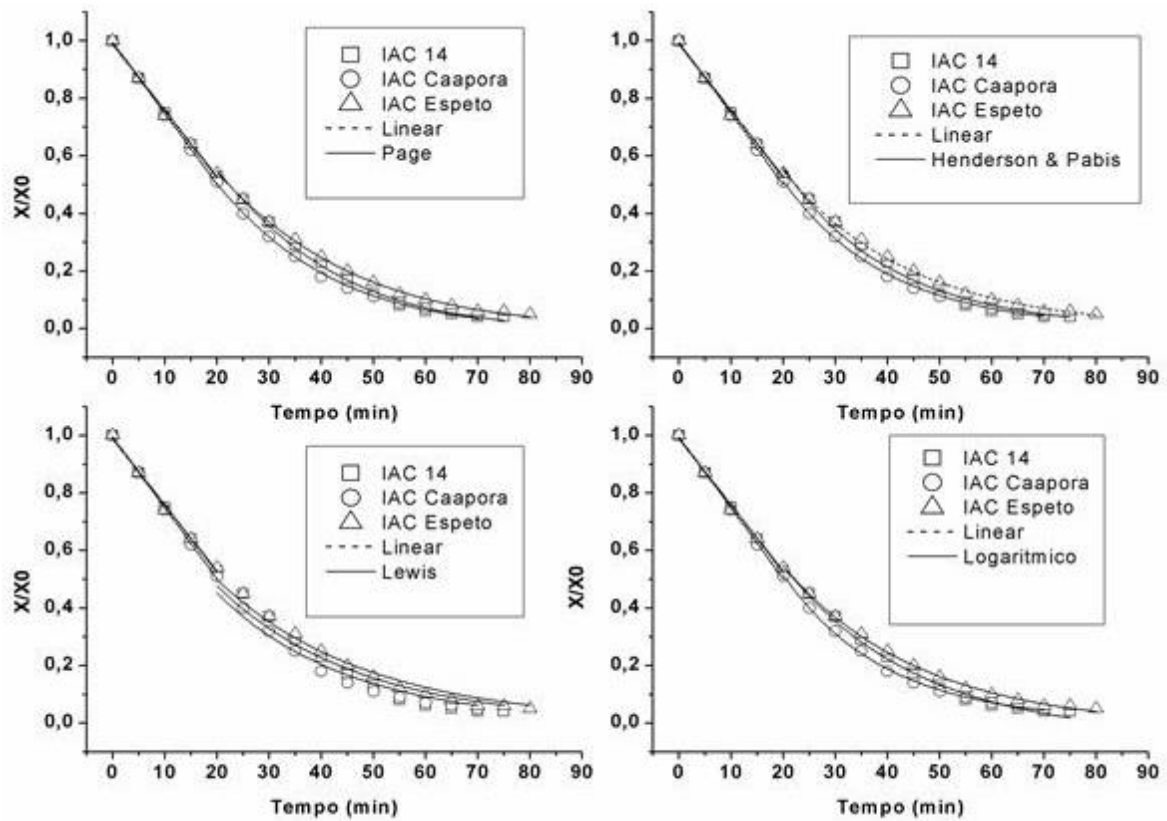 X/X0
1,0
0,8
0,6
0,4
0,2
0,0
IAC 14
IAC Caapora
IAC Espeto
Linear
Page
0 10 20 30 40 50 60 70 80 90
Tempo (min)
X/X0
1,0
0,8
0,6
0,4
0,2
0,0
IAC 14
IAC Caapora
IAC Espeto
Linear
Henderson & Pabis
0 10 20 30 40 50 60 70 80 90
Tempo (min)
X/X0
1,0
0,8
0,6
0,4
0,2
0,0
IAC 14
IAC Caapora
IAC Espeto
Linear
Lewis
0 10 20 30 40 50 60 70 80 90
Tempo (min)
X/X0
1,0
0,8
0,6
0,4
0,2
0,0
IAC 14
IAC Caapora
IAC Espeto
Linear
Logaritmico
0 10 20 30 40 50 60 70 80 90
Tempo (min)